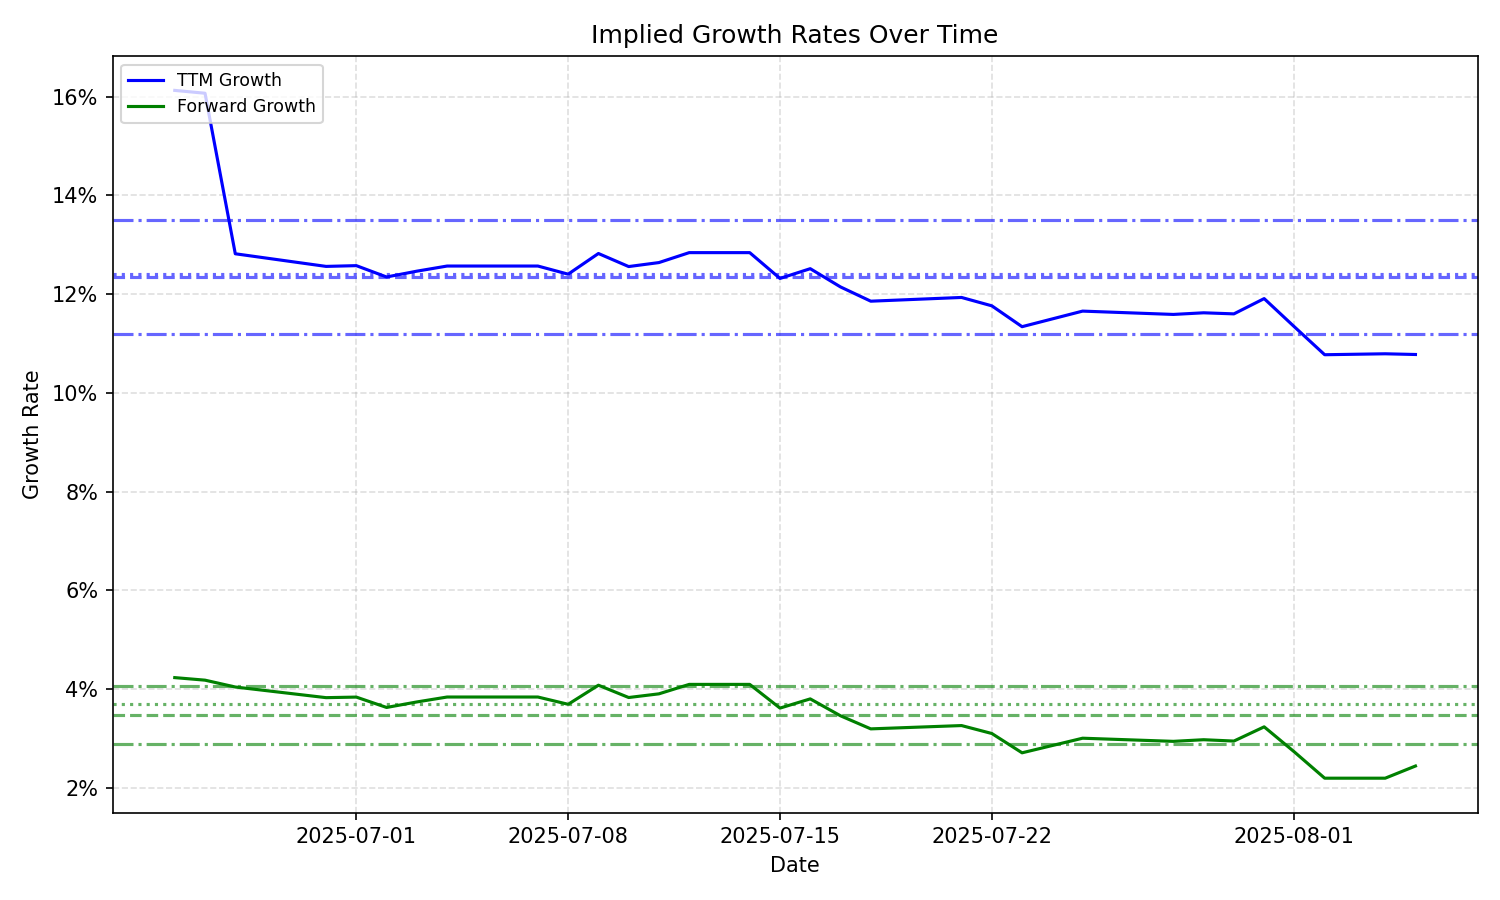 Implied Growth Rates Over Time
TTM Growth
Forward Growth
16%
14%
12%
10%
8%
6%
4%
2%
Growth Rate
2025-07-01
2025-07-08
2025-07-15
2025-07-22
2025-08-01
Date